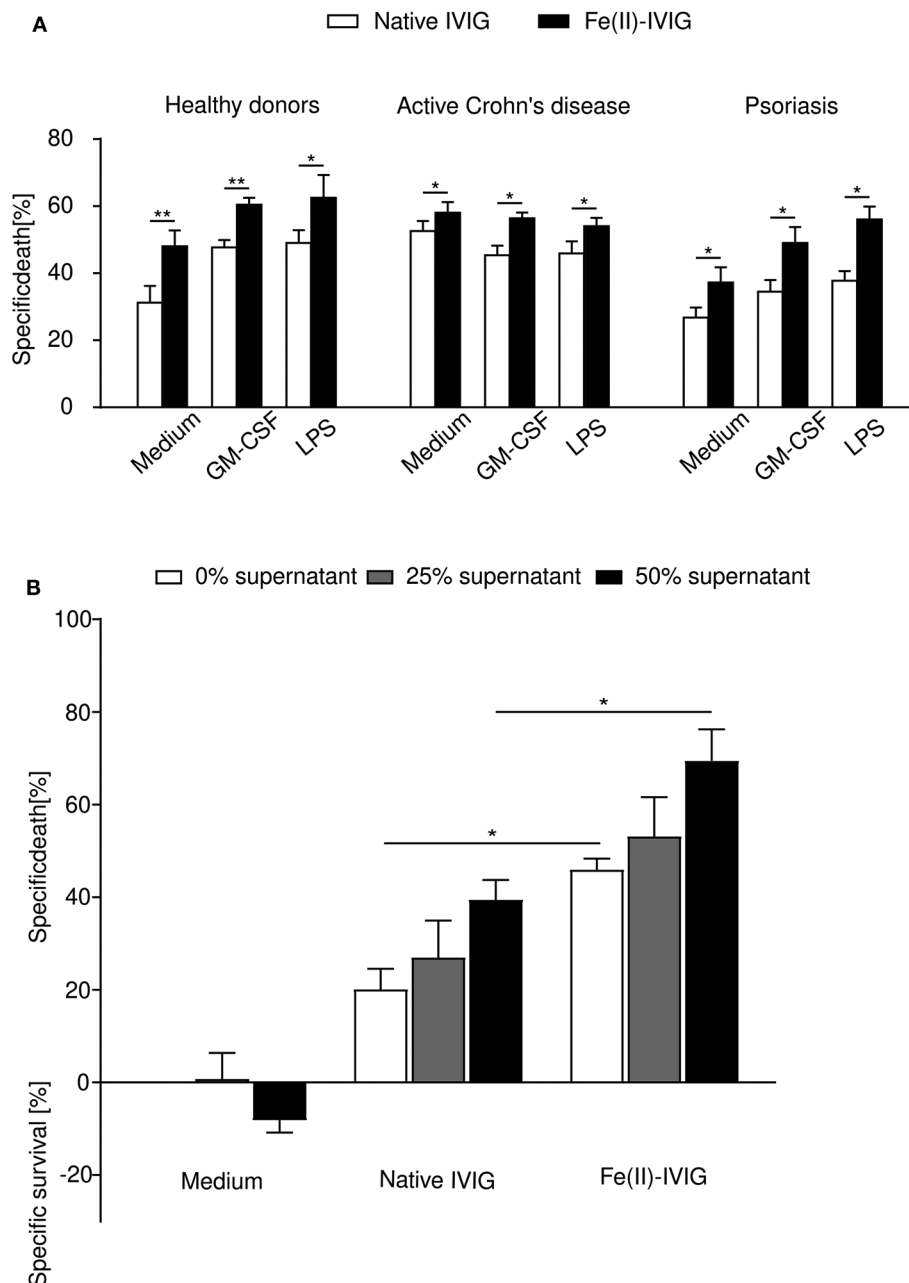 A
Native IVIG Fe(II)-IVIG
Healthy donors Active Crohn's disease Psoriasis
80
60
40
20
0
Specificdeath[%]
** ** * * * * * * *
Medium GM-CSF LPS Medium GM-CSF LPS Medium GM-CSF LPS
B
0% supernatant 25% supernatant 50% supernatant
100
80
60
40
20
0
-20
Specificdeath[%]
Specific survival [%]
*
*
Medium Native IVIG Fe(II)-IVIG